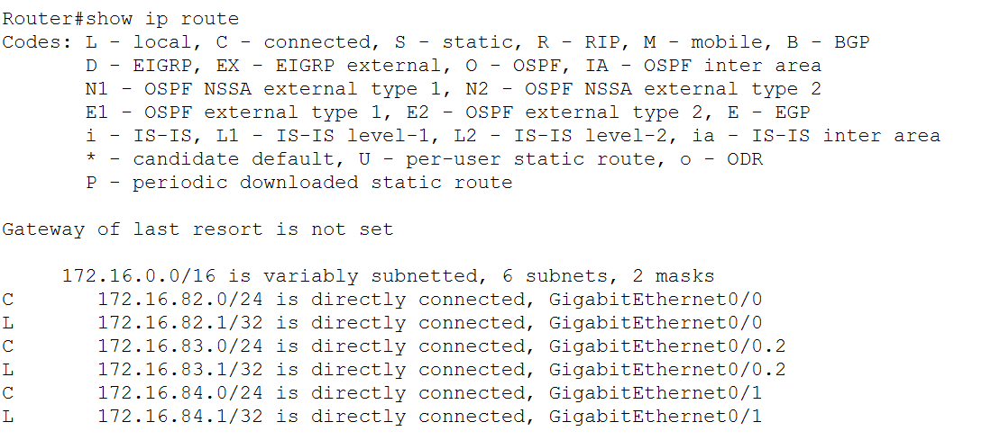 Router#show ip route
Codes: L - local, C - connected, S - static, R - RIP, M - mobile, B - BGP
       D - EIGRP, EX - EIGRP external, O - OSPF, IA - OSPF inter area
       N1 - OSPF NSSA external type 1, N2 - OSPF NSSA external type 2
       E1 - OSPF external type 1, E2 - OSPF external type 2, E - EGP
       i - IS-IS, L1 - IS-IS level-1, L2 - IS-IS level-2, ia - IS-IS inter area
       * - candidate default, U - per-user static route, o - ODR
       P - periodic downloaded static route

Gateway of last resort is not set

     172.16.0.0/16 is variably subnetted, 6 subnets, 2 masks
C       172.16.82.0/24 is directly connected, GigabitEthernet0/0
L       172.16.82.1/32 is directly connected, GigabitEthernet0/0
C       172.16.83.0/24 is directly connected, GigabitEthernet0/0.2
L       172.16.83.1/32 is directly connected, GigabitEthernet0/0.2
C       172.16.84.0/24 is directly connected, GigabitEthernet0/1
L       172.16.84.1/32 is directly connected, GigabitEthernet0/1